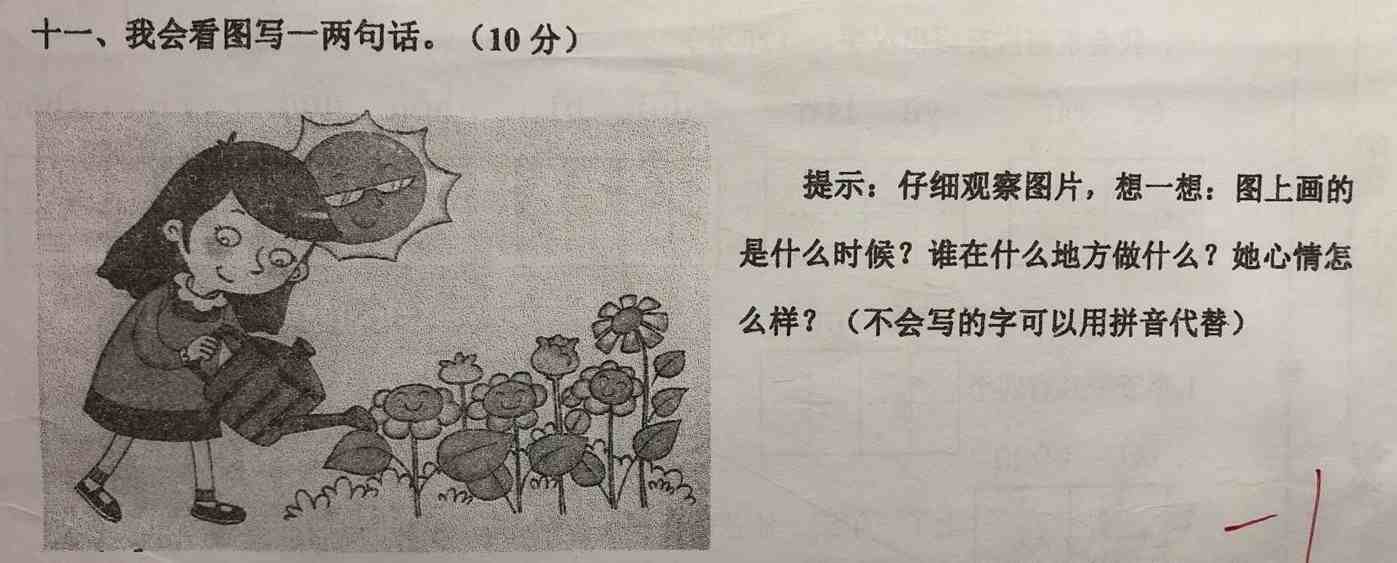 十一、我会看图写一两句话。（10 分）
提示：仔细观察图片，想一想：图上画的
是什么时候？谁在什么地方做什么？她心情怎
么样？（不会写的字可以用拼音代替）
-1